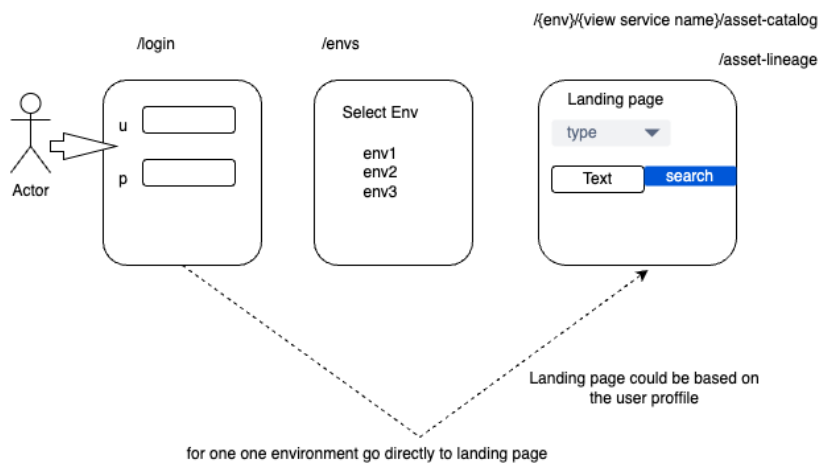 /{env}/{view service name}/asset-catalog
/login
/envs
/asset-lineage
Select Env
Landing page
u
type
env1
env2
env3
p
Text
search
Actor
Landing page could be based on
the user proffile
for one one environment go directly to landing page